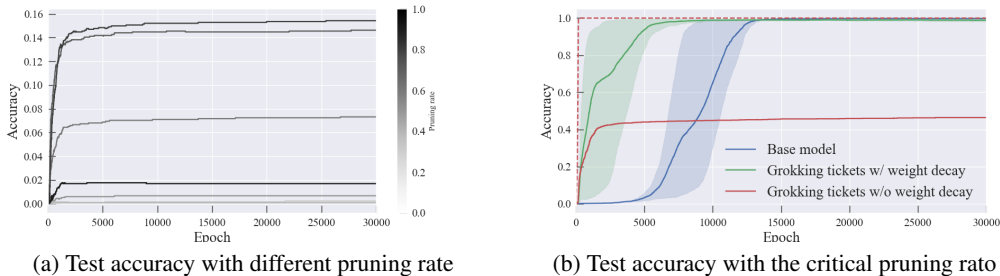 0.16
0.14
0.12
0.10
0.08
0.06
0.04
0.02
0.00
Accuracy
0 5000 10000 15000 20000 25000 30000
Epoch
1.0
0.8
0.6
0.4
0.2
0.0
Pruning rate
1.0
0.8
0.6
0.4
0.2
0.0
Accuracy
0 5000 10000 15000 20000 25000 30000
Epoch
Base model
Grokking tickets w/ weight decay
Grokking tickets w/o weight decay
(a) Test accuracy with different pruning rate
(b) Test accuracy with the critical pruning rato